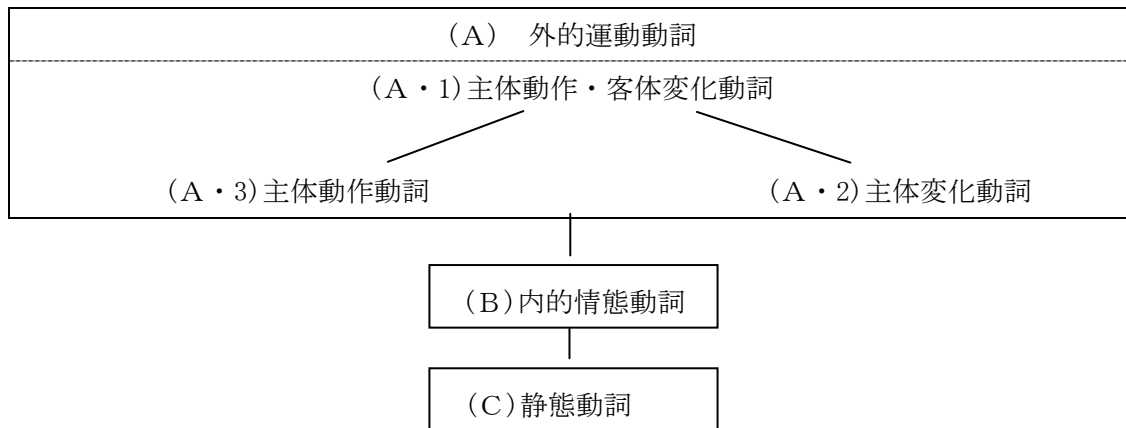 (A)　外的運動動詞
(A・1)主体動作・客体変化動詞
(A・3)主体動作動詞
(A・2)主体変化動詞
(B)内的情態動詞
(C)静態動詞